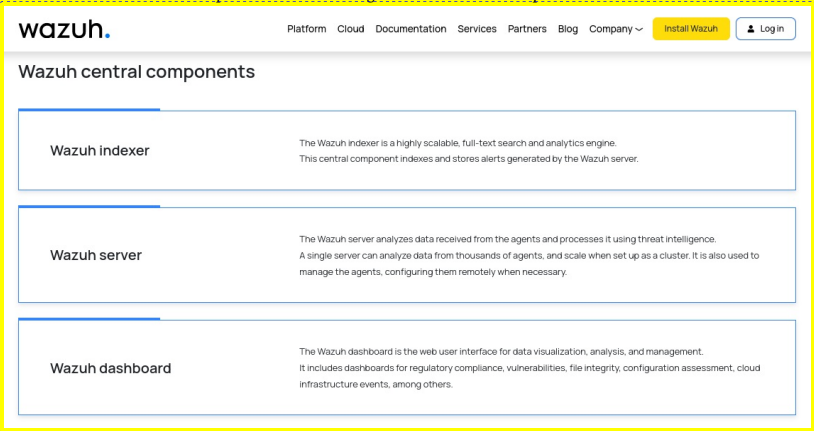 wazuh.
Platform Cloud Documentation Services Partners Blog Company Install Wazuh Log in
Wazuh central components
Wazuh indexer
The Wazuh indexer is a highly scalable, full-text search and analytics engine.
This central component indexes and stores alerts generated by the Wazuh server.
Wazuh server
The Wazuh server analyzes data received from the agents and processes it using threat intelligence.
A single server can analyze data from thousands of agents, and scale when set up as a cluster. It is also used to
manage the agents, configuring them remotely when necessary.
Wazuh dashboard
The Wazuh dashboard is the web user interface for data visualization, analysis, and management.
It includes dashboards for regulatory compliance, vulnerabilities, file integrity, configuration assessment, cloud
infrastructure events, among others.